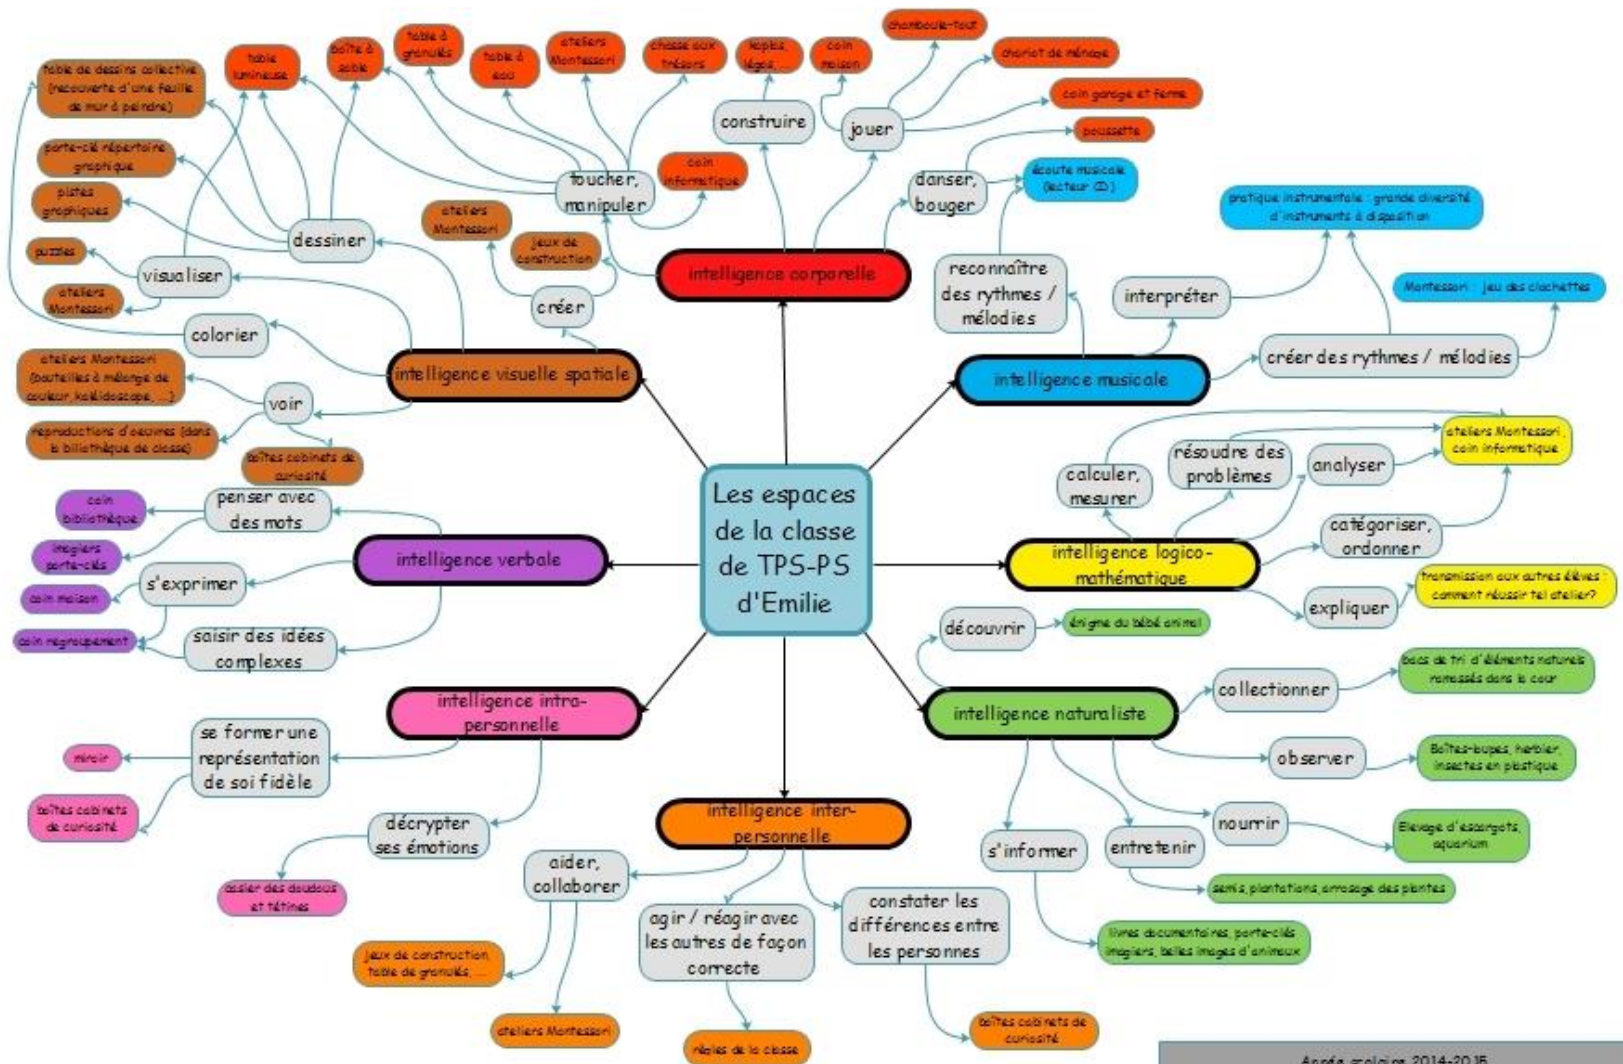 Les espaces
de la classe
de TPS-PS
d'Emilie
intelligence corporelle
toucher,
manipuler
table
lumineuse
boîte à
sable
table à
granulés
table à
eau
ateliers
Montessori
chasse aux
trésors
coin
informatique
construire
kaplas,
légos, ...
jouer
coin
maison
chamboule-tout
chariot de ménage
coin garage et ferme
poussette
danser,
bouger
écoute musicale
(lecteur CD)
intelligence musicale
reconnaître
des rythmes /
mélodies
interpréter
pratique instrumentale : grande diversité
d'instruments à disposition
créer des rythmes / mélodies
Montessori : jeu des clochettes
intelligence logico-
mathématique
calculer,
mesurer
résoudre des
problèmes
analyser
catégoriser,
ordonner
ateliers Montessori,
coin informatique
expliquer
transmission aux autres élèves :
comment réussir tel atelier?
intelligence naturaliste
découvrir
énigme du bébé animal
collectionner
bacs de tri d'éléments naturels
ramassés dans la cour
observer
Boîtes-loupes, herbier,
insectes en plastique
nourrir
Elevage d'escargots,
aquarium
entretenir
semis, plantations, arrosage des plantes
s'informer
livres documentaires, porte-clés
imagiers, belles images d'animaux
intelligence inter-
personnelle
aider,
collaborer
jeux de construction,
table de granulés, ...
ateliers Montessori
agir / réagir avec
les autres de façon
correcte
règles de la classe
constater les
différences entre
les personnes
boîtes cabinets de
curiosité
intelligence intra-
personnelle
se former une
représentation
de soi fidèle
miroir
boîtes cabinets
de curiosité
décrypter
ses émotions
casier des doudous
et tétines
intelligence verbale
penser avec
des mots
coin
bibliothèque
imagiers
porte-clés
s'exprimer
coin maison
coin regroupement
saisir des idées
complexes
intelligence visuelle spatiale
créer
ateliers
Montessori
jeux de
construction
dessiner
table de dessins collective
(recouverte d'une feuille
de mur à peindre)
porte-clé répertoire
graphique
pistes
graphiques
visualiser
puzzles
ateliers
Montessori
colorier
voir
ateliers Montessori
(bouteilles à mélange de
couleur, kaléidoscope, ...)
reproductions d'oeuvres (dans
la biliathèque de classe)
boîtes cabinets de
curiosité
Année scolaire 2014-2015